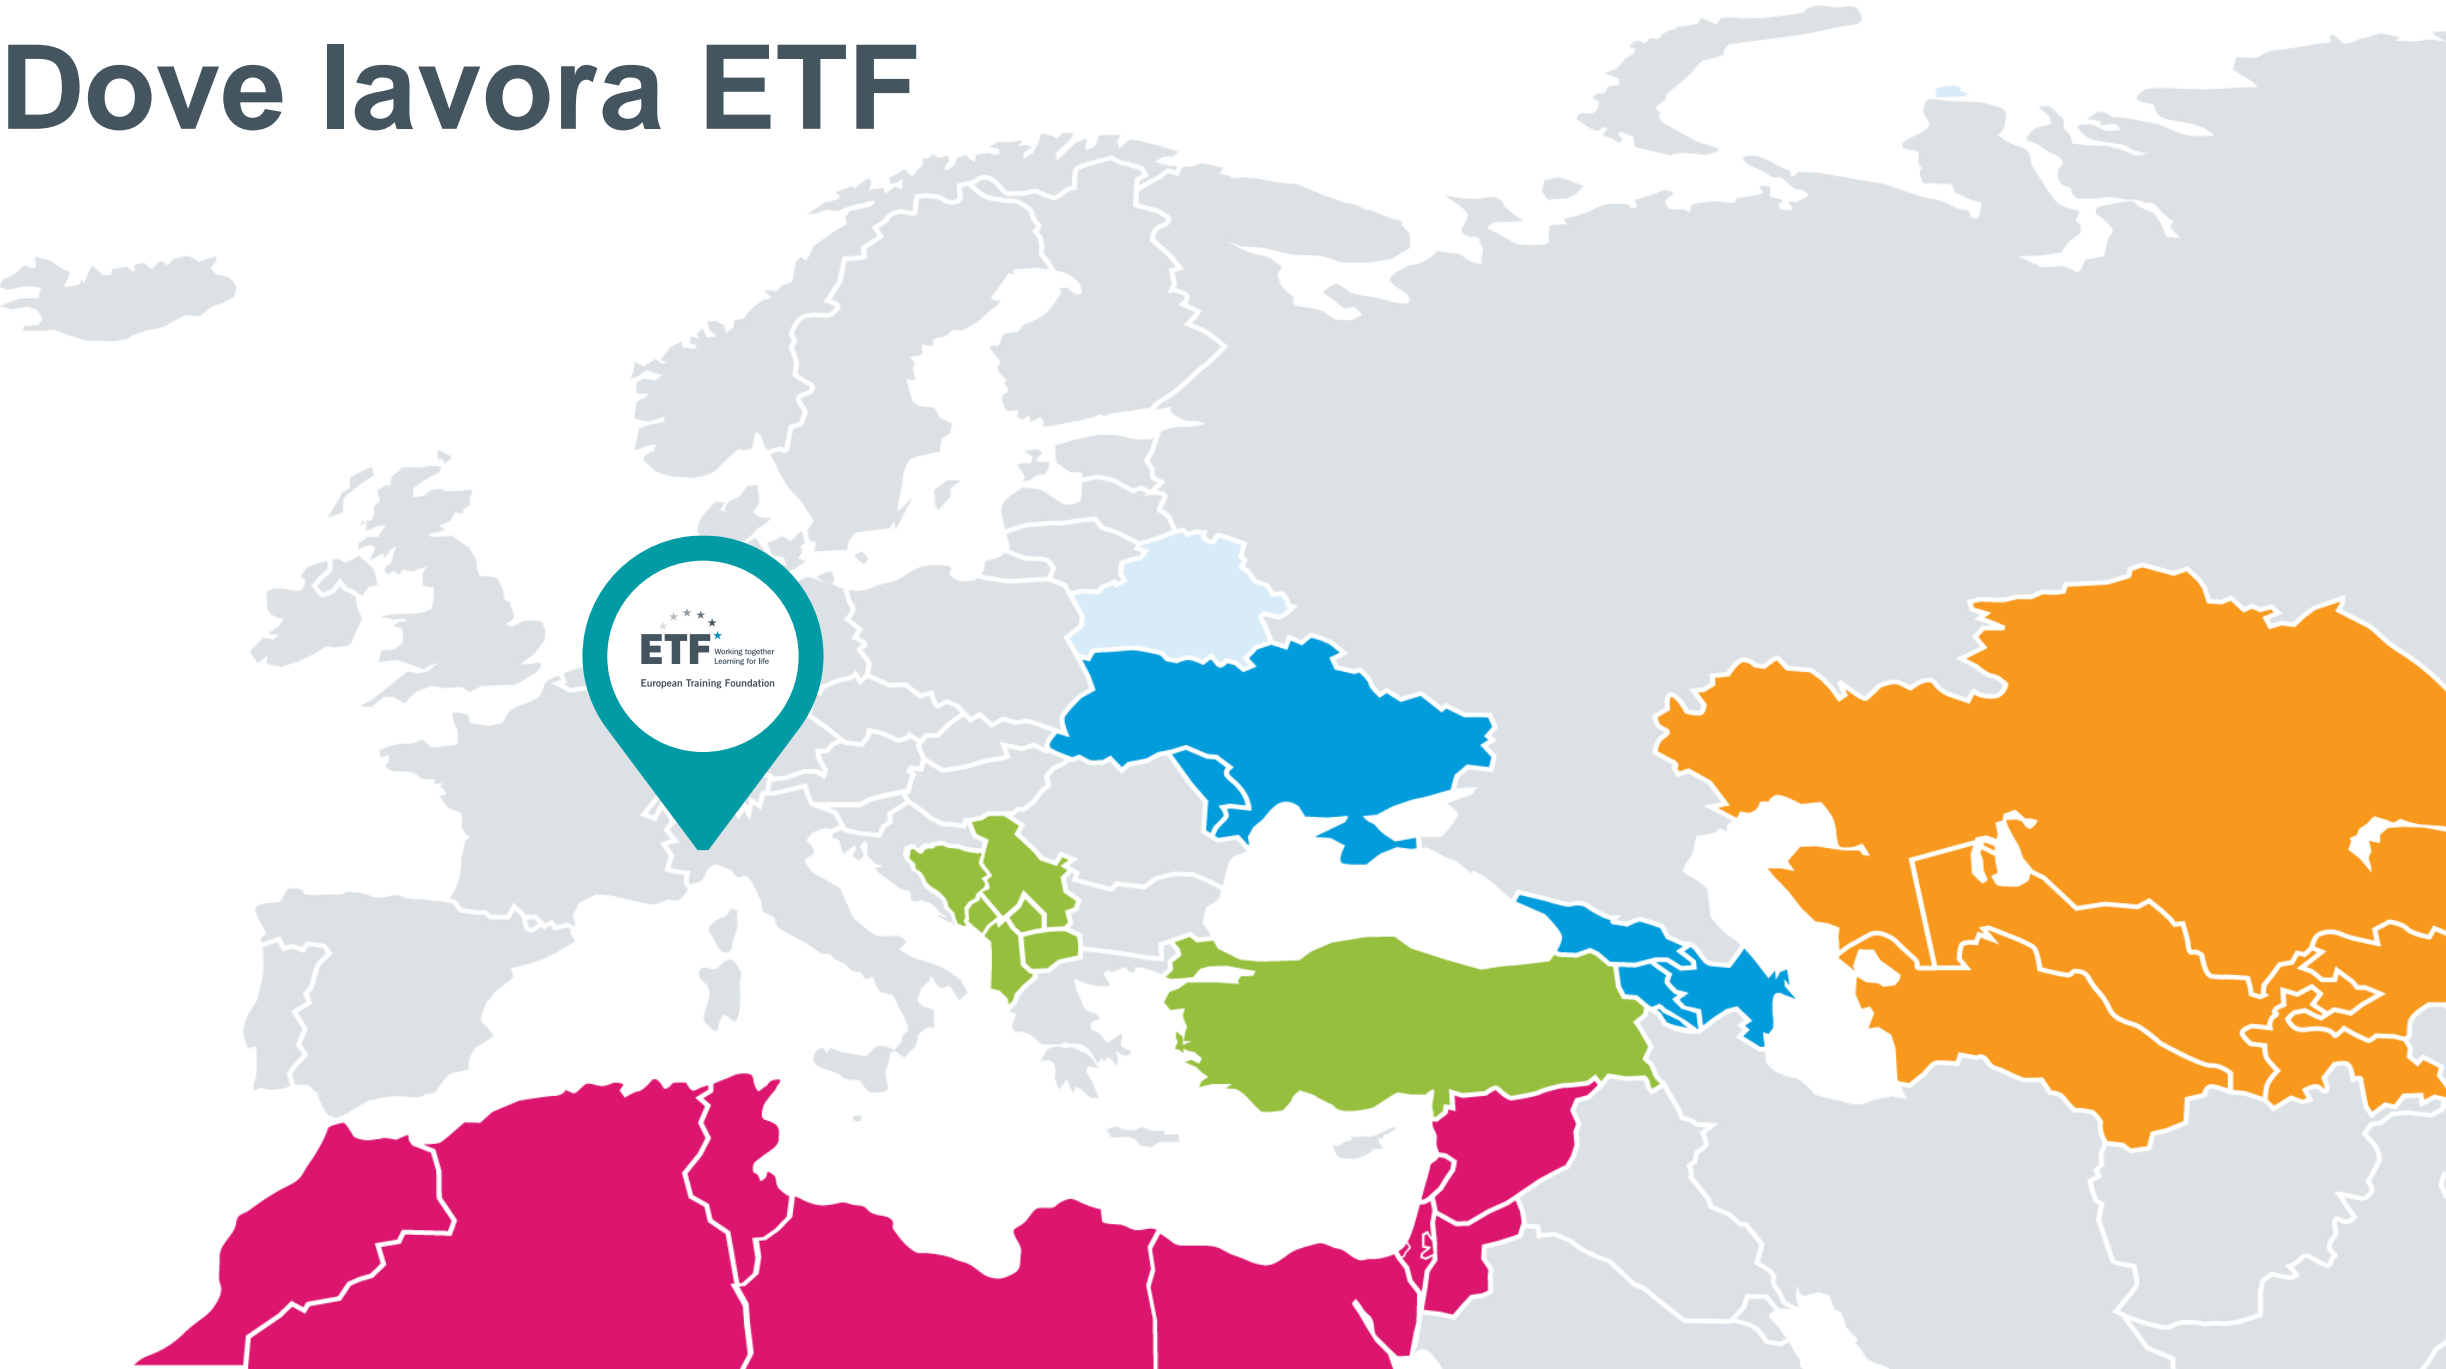 Dove lavora ETF
ETF
Working together
Learning for life
European Training Foundation